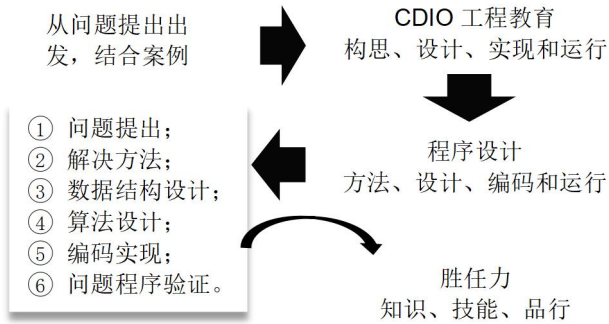 从问题提出出
发，结合案例
CDIO 工程教育
构思、设计、实现和运行
程序设计
方法、设计、编码和运行
① 问题提出；
② 解决方法；
③ 数据结构设计；
④ 算法设计；
⑤ 编码实现；
⑥ 问题程序验证。
胜任力
知识、技能、品行